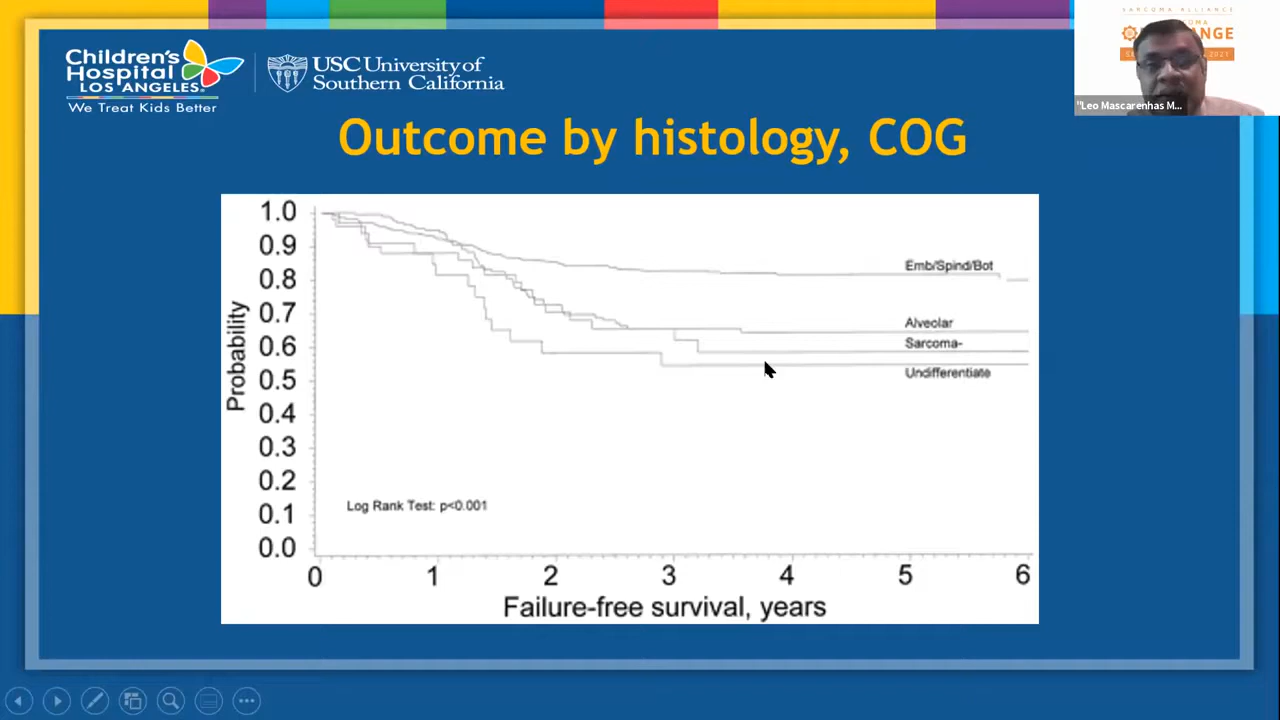 Children's
Hospital
LOS ANGELES®
We Treat Kids Better
USC University of
Southern California
SARCOMA ALLIANCE
"Leo Mascarenhas M...
Outcome by histology, COG
1.0
0.9
0.8
0.7
0.6
0.5
0.4
0.3
0.2
0.1
0.0
Probability
Emb/Spind/Bot
Alveolar
Sarcoma-
Undifferentiate
Log Rank Test: p<0.001
0 1 2 3 4 5 6
Failure-free survival, years